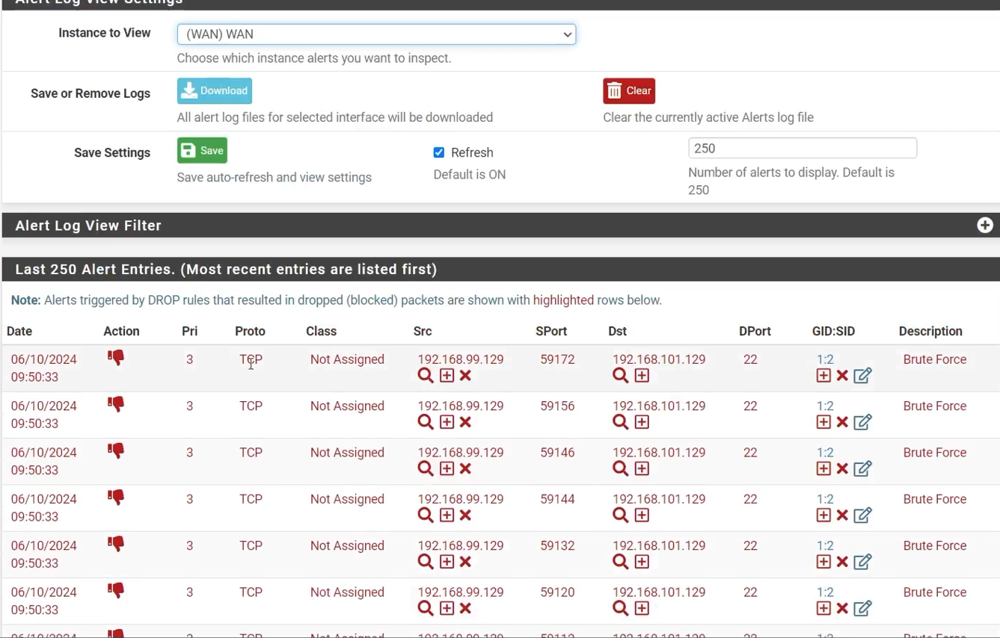 Alert Log View Settings
Instance to View
(WAN) WAN
Choose which instance alerts you want to inspect.
Save or Remove Logs
Download
Clear
All alert log files for selected interface will be downloaded
Clear the currently active Alerts log file
Save Settings
Save
Refresh
250
Save auto-refresh and view settings
Default is ON
Number of alerts to display. Default is
250
Alert Log View Filter
Last 250 Alert Entries. (Most recent entries are listed first)
Note: Alerts triggered by DROP rules that resulted in dropped (blocked) packets are shown with highlighted rows below.
Date Action Pri Proto Class Src SPort Dst DPort GID:SID Description
06/10/2024 3 TCP Not Assigned 192.168.99.129 59172 192.168.101.129 22 1:2 Brute Force
09:50:33
06/10/2024 3 TCP Not Assigned 192.168.99.129 59156 192.168.101.129 22 1:2 Brute Force
09:50:33
06/10/2024 3 TCP Not Assigned 192.168.99.129 59146 192.168.101.129 22 1:2 Brute Force
09:50:33
06/10/2024 3 TCP Not Assigned 192.168.99.129 59144 192.168.101.129 22 1:2 Brute Force
09:50:33
06/10/2024 3 TCP Not Assigned 192.168.99.129 59132 192.168.101.129 22 1:2 Brute Force
09:50:33
06/10/2024 3 TCP Not Assigned 192.168.99.129 59120 192.168.101.129 22 1:2 Brute Force
09:50:33